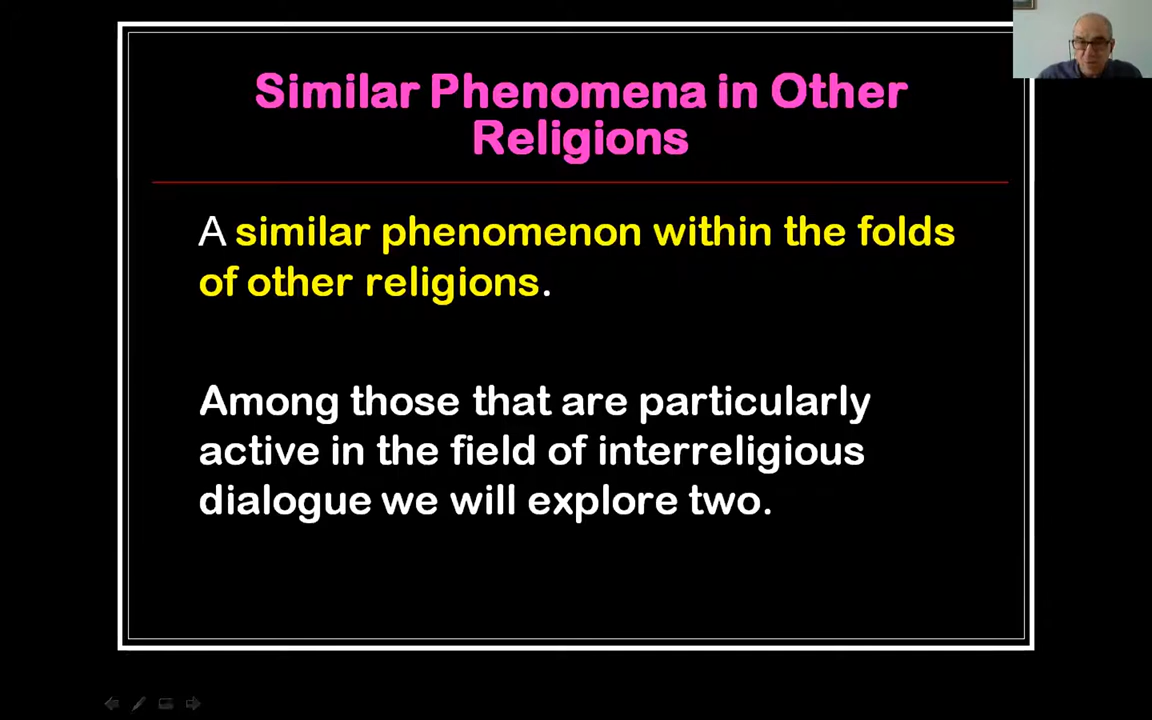 Similar Phenomena in Other
Religions
A similar phenomenon within the folds
of other religions.
Among those that are particularly
active in the field of interreligious
dialogue we will explore two.